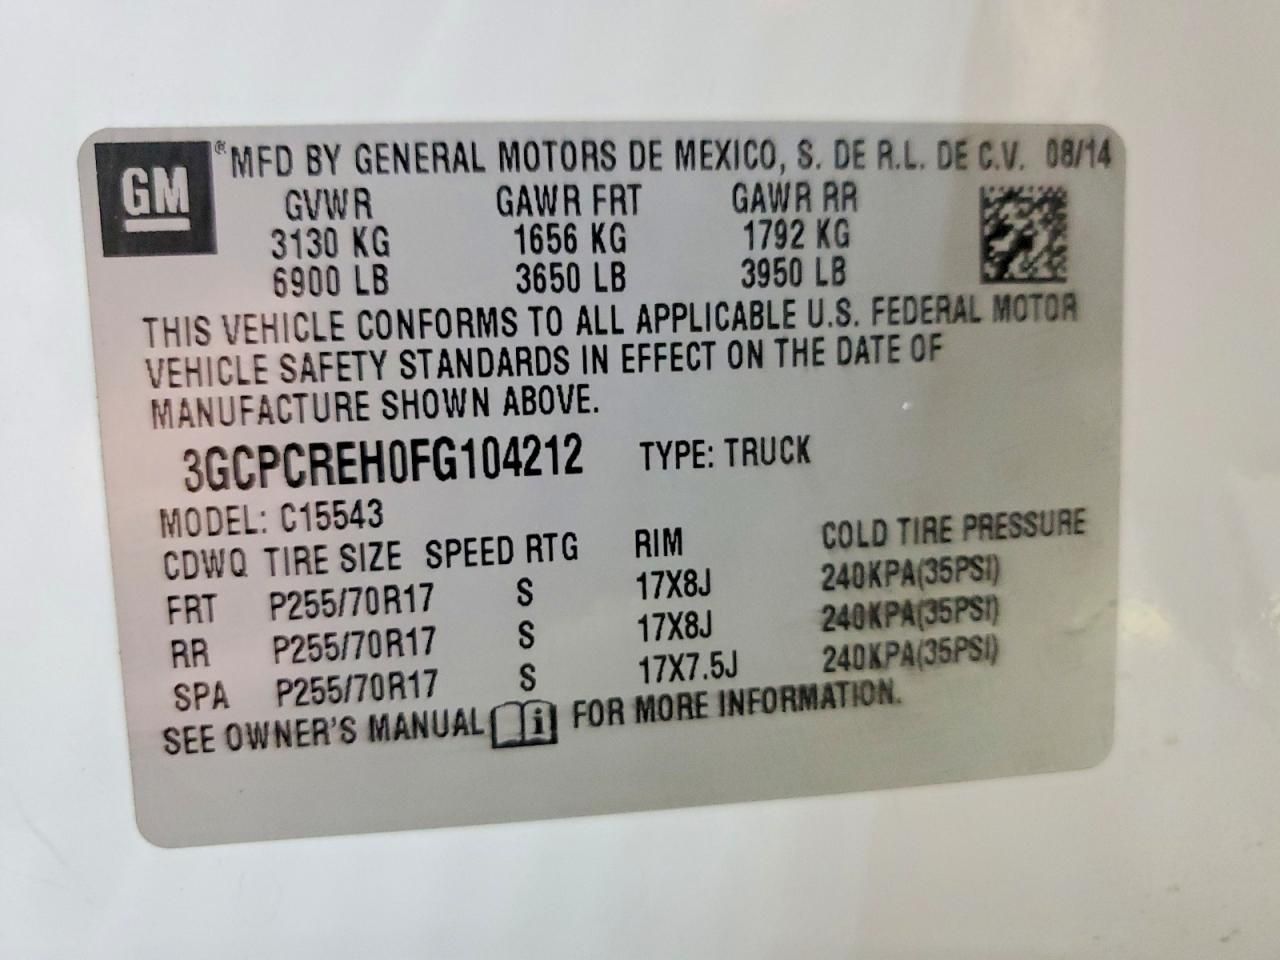 GM
® MFD BY GENERAL MOTORS DE MEXICO, S. DE R.L. DE C.V. 08/14
GVWR GAWR FRT GAWR RR
3130 KG 1656 KG 1792 KG
6900 LB 3650 LB 3950 LB
THIS VEHICLE CONFORMS TO ALL APPLICABLE U.S. FEDERAL MOTOR
VEHICLE SAFETY STANDARDS IN EFFECT ON THE DATE OF
MANUFACTURE SHOWN ABOVE.
3GCPCREH0FG104212 TYPE: TRUCK
MODEL: C15543
CDWQ TIRE SIZE SPEED RTG RIM COLD TIRE PRESSURE
FRT P255/70R17 S 17X8J 240KPA(35PSI)
RR P255/70R17 S 17X8J 240KPA(35PSI)
SPA P255/70R17 S 17X7.5J 240KPA(35PSI)
SEE OWNER'S MANUAL i FOR MORE INFORMATION.